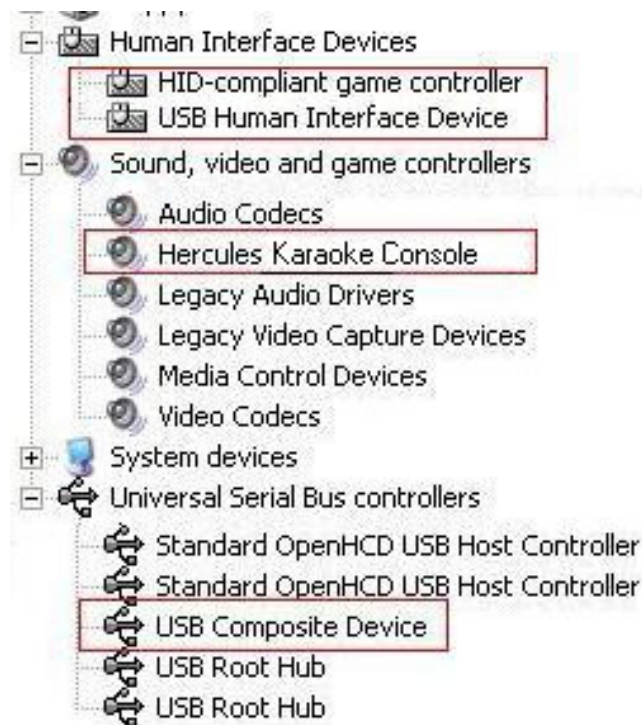 Human Interface Devices
HID-compliant game controller
USB Human Interface Device
Sound, video and game controllers
Audio Codecs
Hercules Karaoke Console
Legacy Audio Drivers
Legacy Video Capture Devices
Media Control Devices
Video Codecs
System devices
Universal Serial Bus controllers
Standard OpenHCD USB Host Controller
Standard OpenHCD USB Host Controller
USB Composite Device
USB Root Hub
USB Root Hub